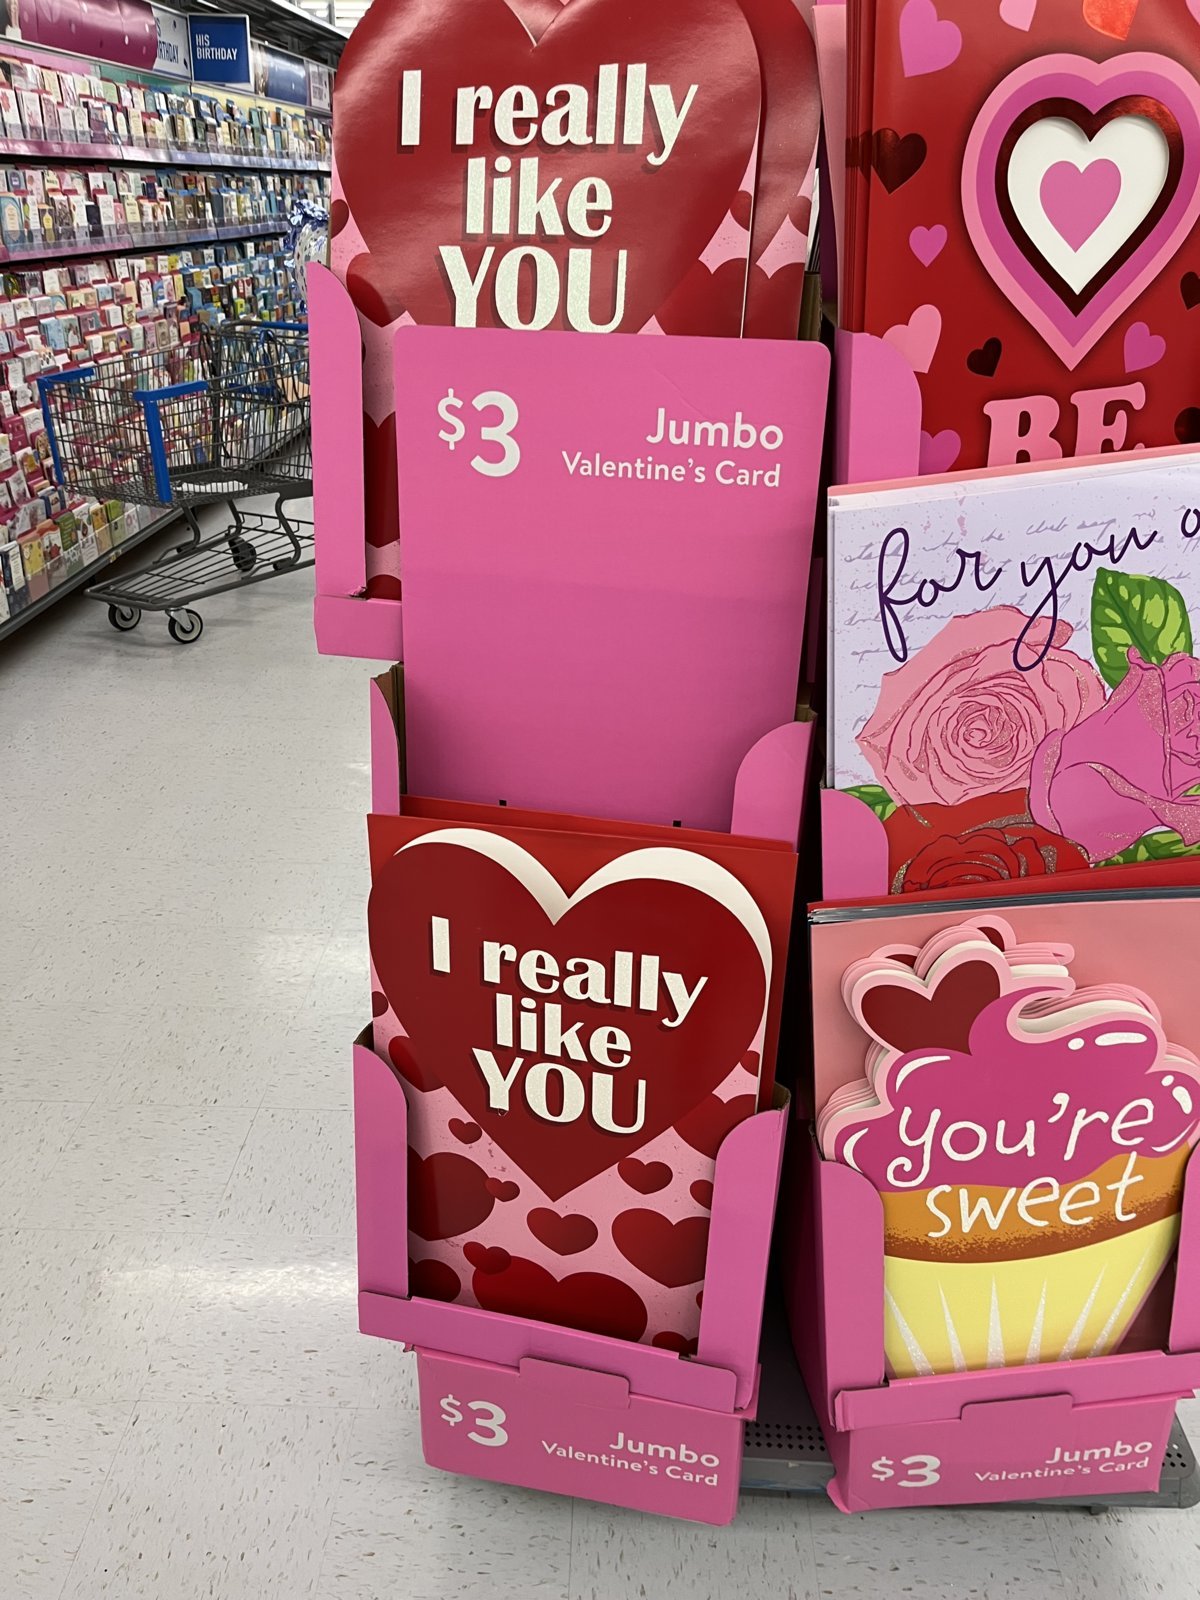 HIS
BIRTHDAY
I really
like
YOU
BE
$3
Jumbo
Valentine's Card
for you
I really
like
YOU
you're
sweet
$3
Jumbo
Valentine's Card
$3
Jumbo
Valentine's Card